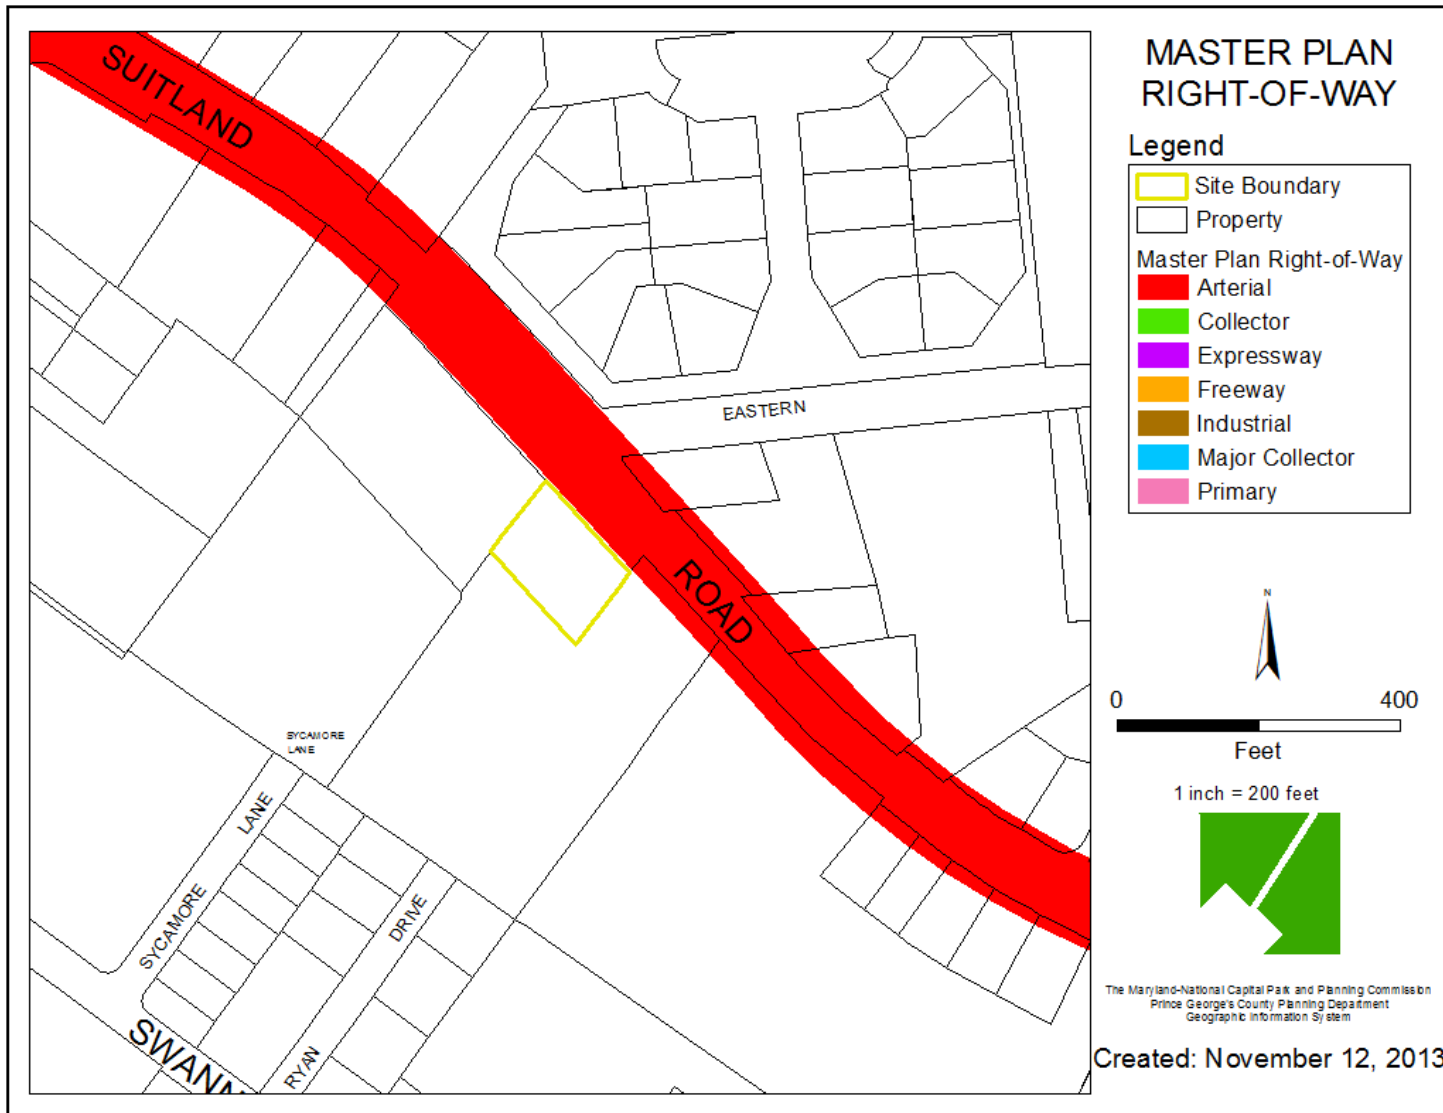 SUITLAND
EASTERN
ROAD
SYCAMORE
LANE
LANE
SYCAMORE
DRIVE
RYAN
SWANN
MASTER PLAN
RIGHT-OF-WAY
Legend
Site Boundary
Property
Master Plan Right-of-Way
Arterial
Collector
Expressway
Freeway
Industrial
Major Collector
Primary
N
0 400
Feet
1 inch = 200 feet
The Maryland-National Capital Park and Planning Commission
Prince George's County Planning Department
Geographic Information System
Created: November 12, 2013